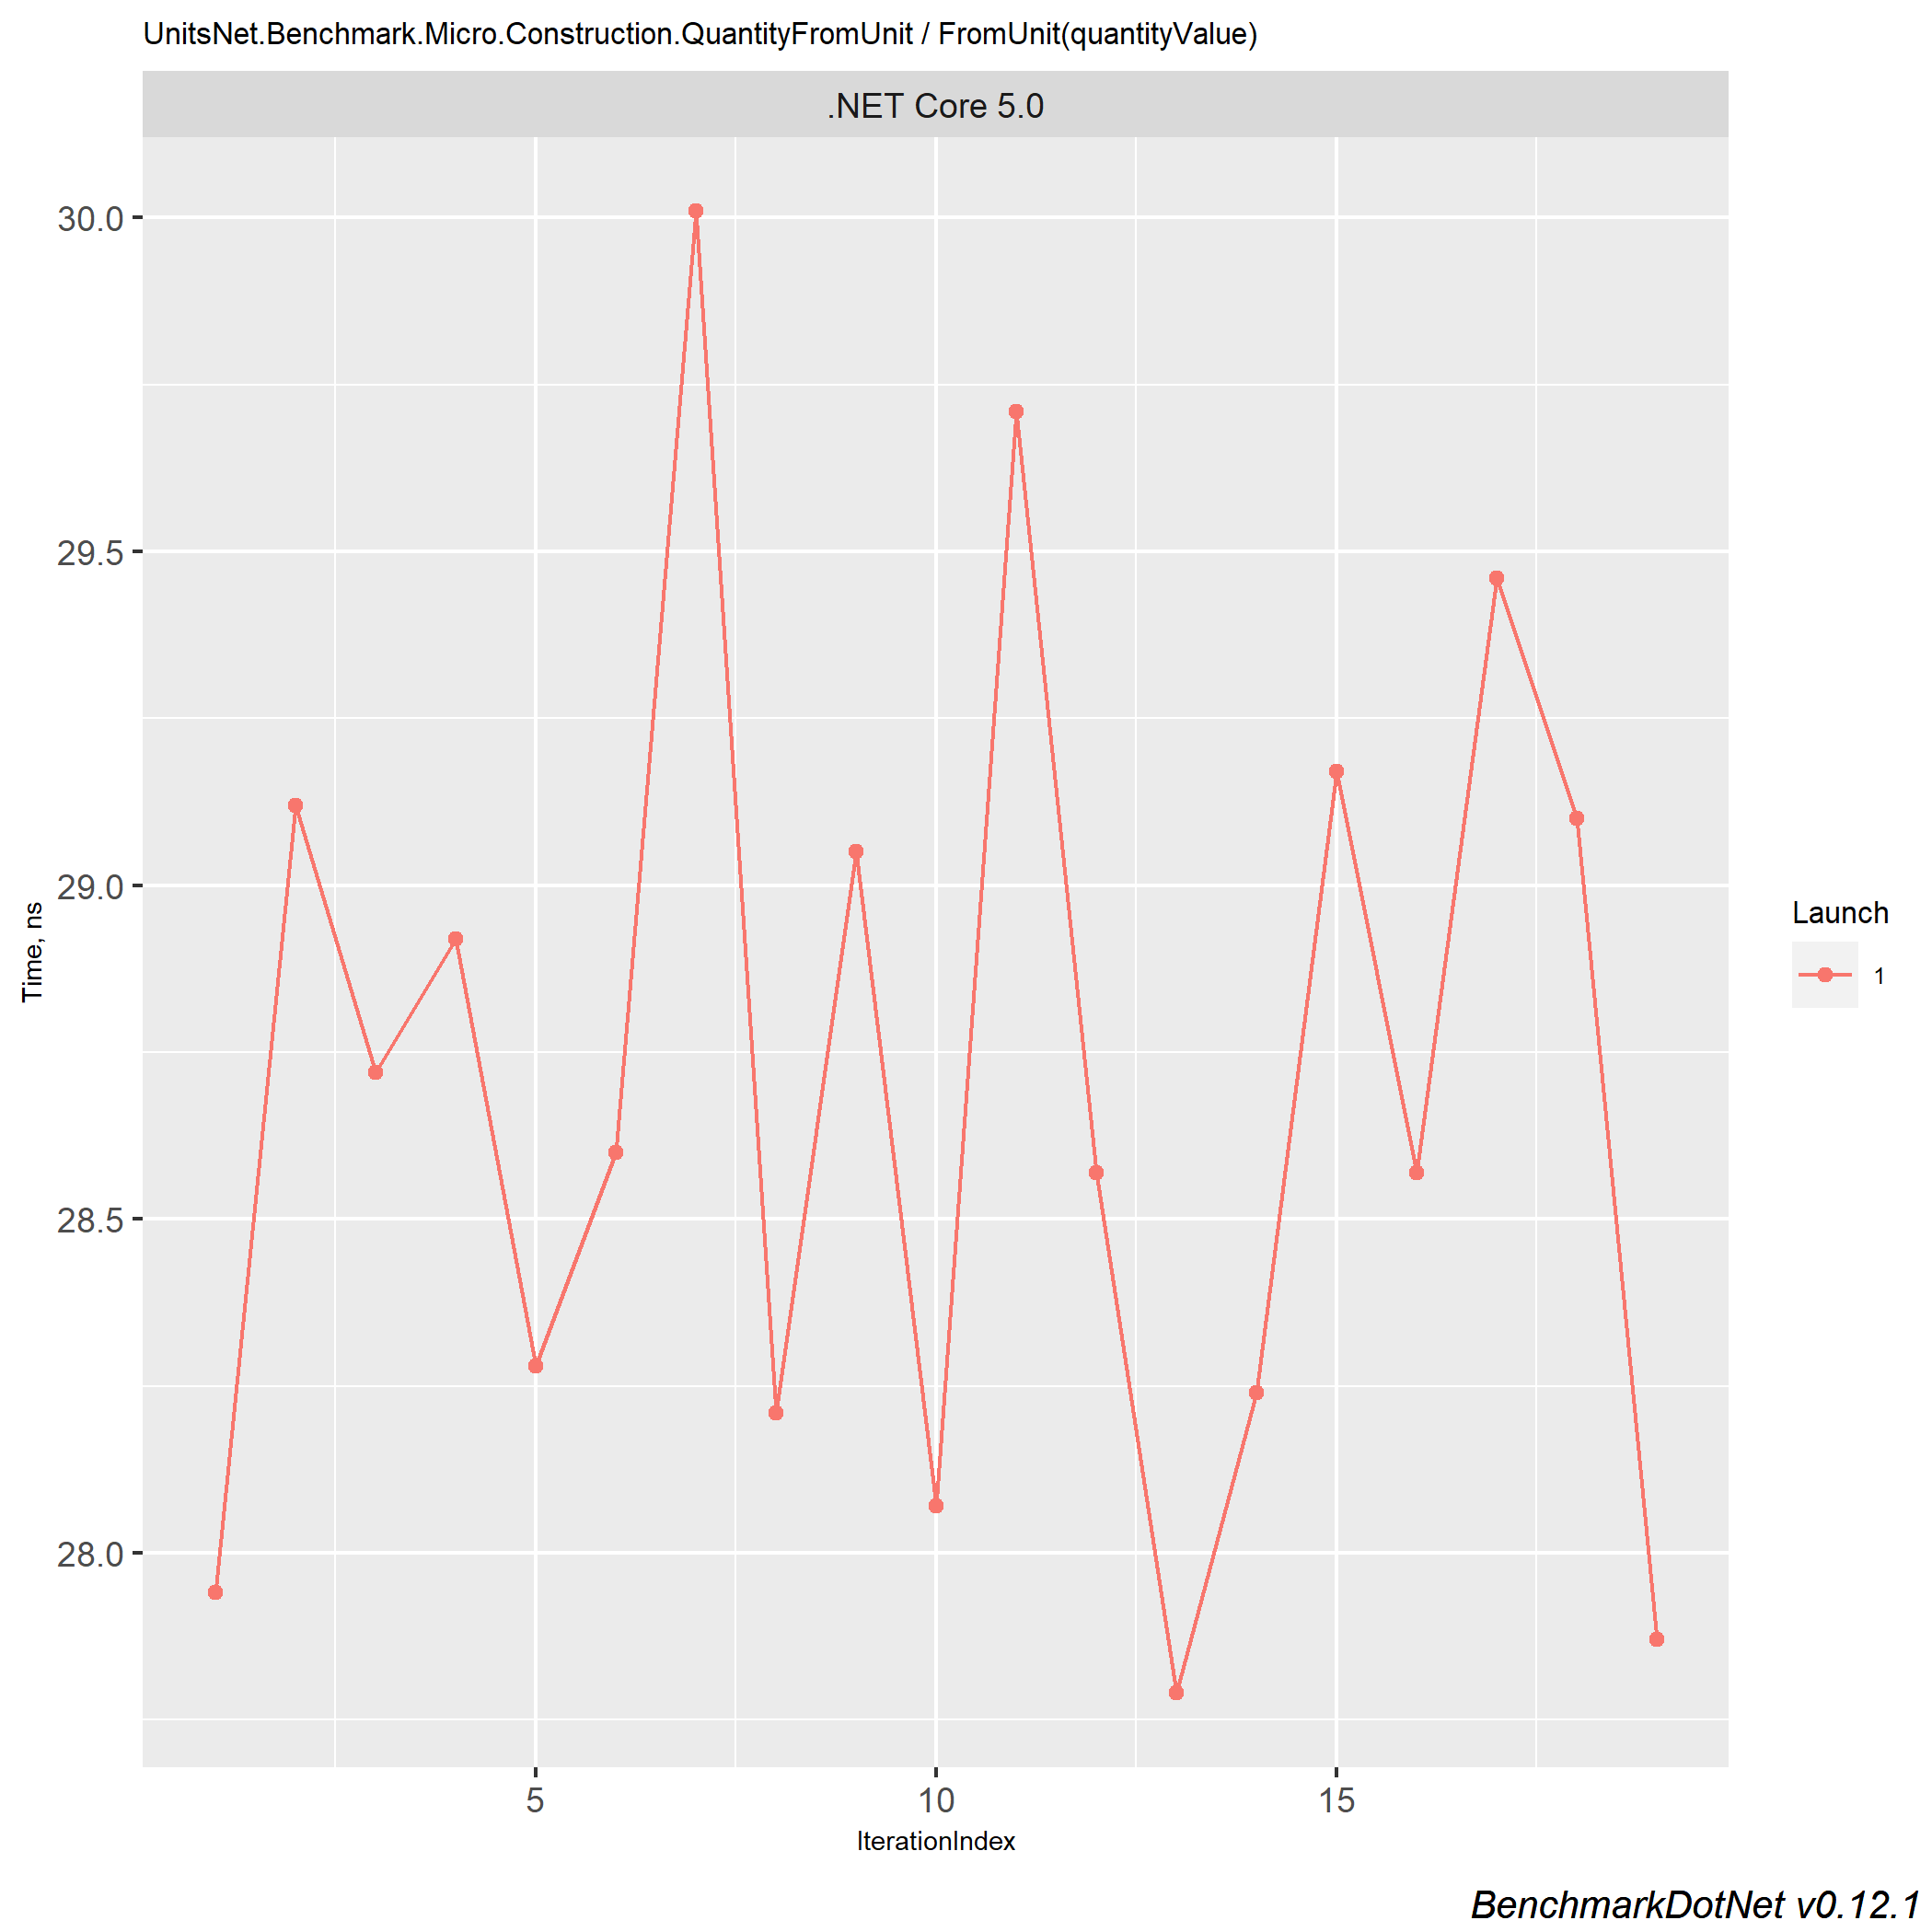 UnitsNet.Benchmark.Micro.Construction.QuantityFromUnit / FromUnit(quantityValue)
.NET Core 5.0
30.0
29.5
29.0
28.5
28.0
Time, ns
5
10
15
IterationIndex
Launch
1
BenchmarkDotNet v0.12.1